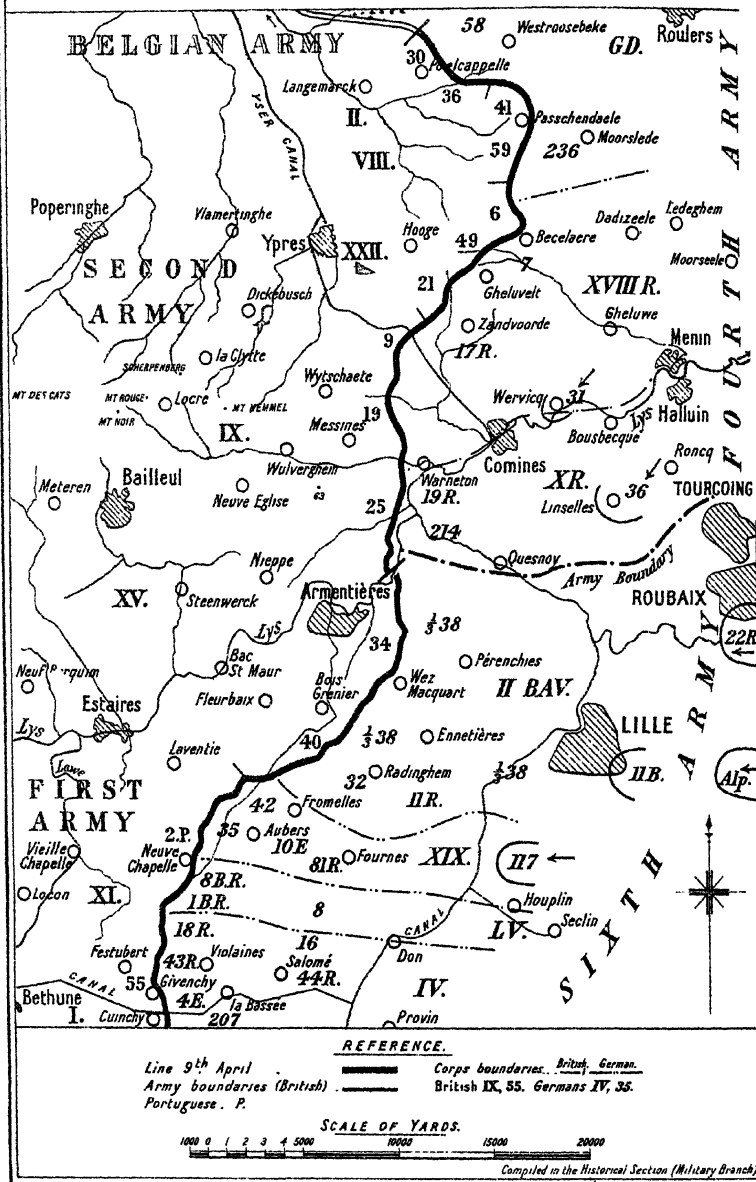 58
Westroosebeke
Roulers
BELGIAN ARMY
GD.
30
Poelcappelle
Langemarck
36
II.
41
Passchendaele
YSER CANAL
VIII.
59
236
Moorslede
Poperinghe
Vlamertinghe
Ypres
XXII.
Hooge
6
49
Becelaere
Dadizeele
Ledeghem
Moorseele
SECOND
ARMY
7
21
Gheluvelt
XVIII R.
Dickebusch
9
Zandvoorde
Gheluwe
17 R.
Menin
FOURTH ARMY
la Clytte
SCHERPENBERG
MT DES CATS
MT ROUGE
Locre
MT KEMMEL
MT NOIR
Wytschaete
19
Wervicq
31
Lys
Halluin
Bousbecque
IX.
Messines
Wulverghem
Comines
Roncq
Bailleul
Warneton
19 R.
XR.
36
Linselles
TOURCOING
Meteren
Neuve Eglise
63
25
214
Quesnoy
Army Boundary
Nieppe
XV.
Steenwerck
Armentières
ROUBAIX
Lys
34
⅓ 38
22R
Bac
St Maur
Pérenchies
Estaires
Fleurbaix
Bois
Grenier
Wez
Macquart
II BAV.
Lys
LILLE
40
⅓ 38
Ennetières
Laventie
⅓ 38
11B.
Alp.
Lawe
32
Radinghem
11 R.
FIRST
ARMY
42
Fromelles
2.P.
35
Aubers
10 E
Vieille
Chapelle
Neuve
Chapelle
81R.
Fournes
XIX.
117
8 B.R.
Locon
XI.
1 B.R.
8
Houplin
18 R.
CANAL
LV.
Seclin
16
Don
SIXTH ARMY
Festubert
43R.
Violaines
Salomé
44R.
CANAL
55
Givenchy
Bethune
4E.
la Bassée
IV.
I.
Cuinchy
207
Provin
REFERENCE.
Line 9th April
Corps boundaries... British. German.
Army boundaries (British)
British IX, 55. Germans IV, 35.
Portuguese . P.
SCALE OF YARDS.
1000 0 1 2 3 4 5000 10000 15000 20000
Compiled in the Historical Section (Military Branch)